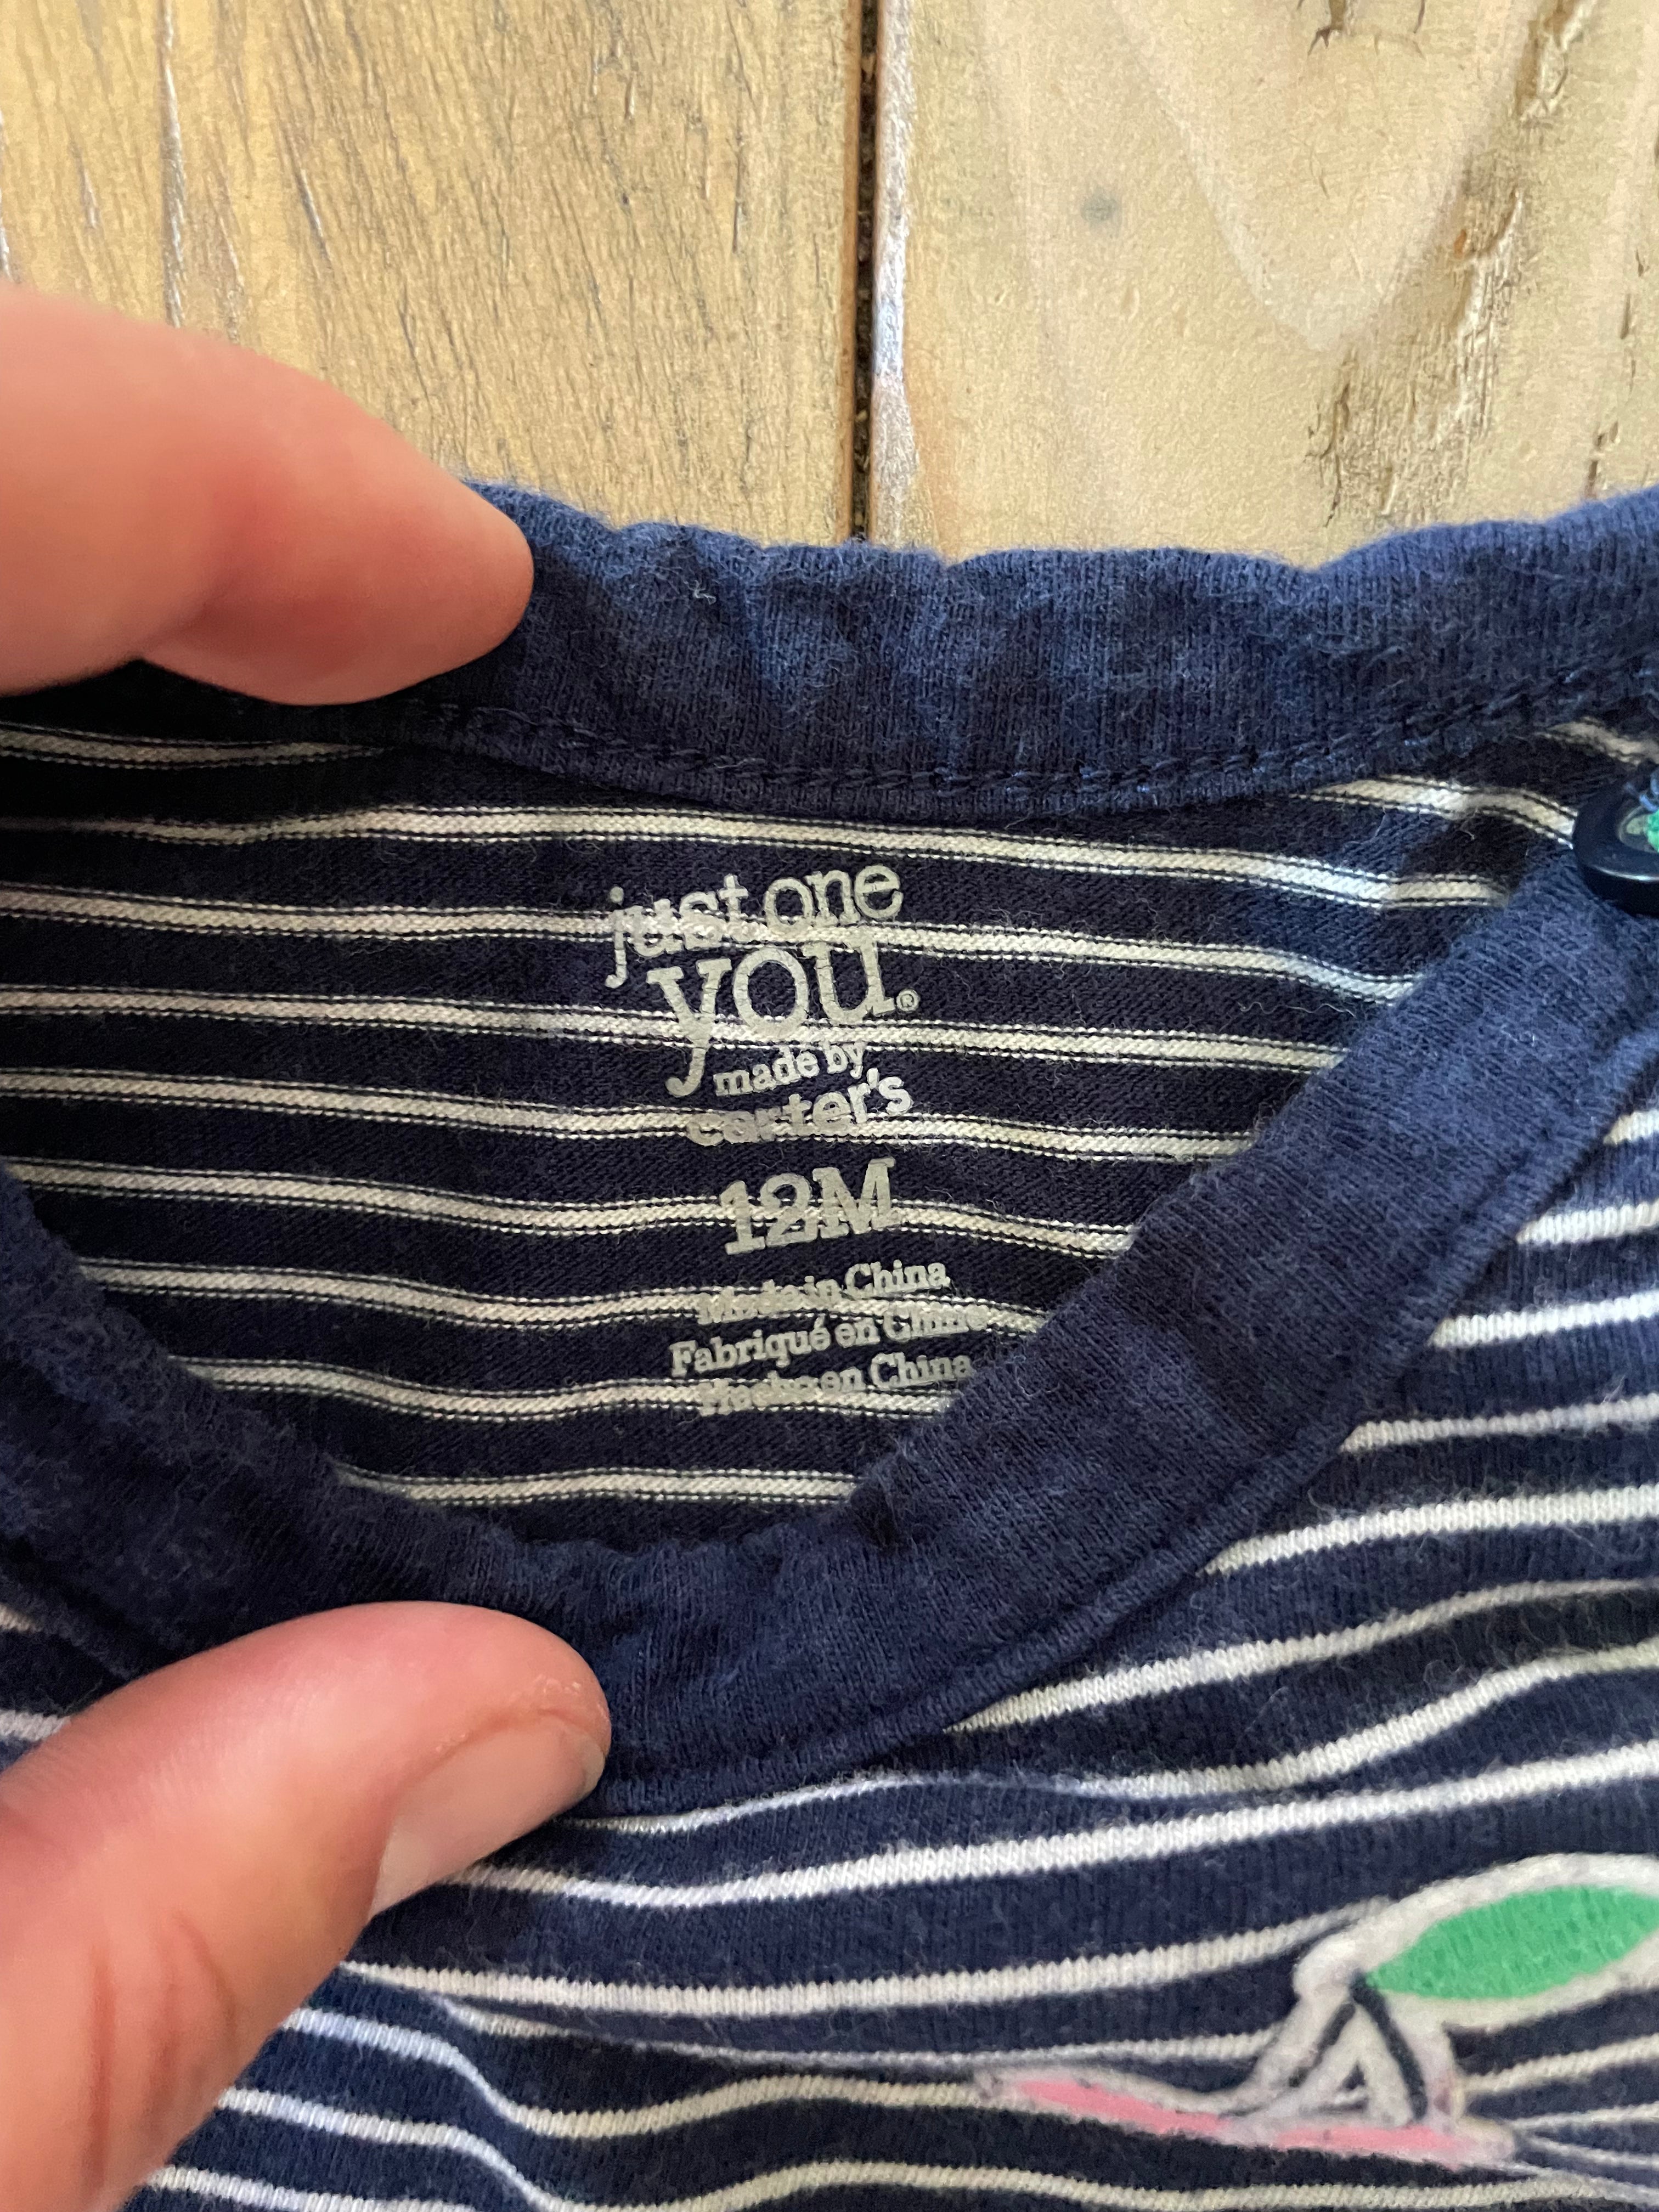 just one
you®
made by
carter's
12M
Made in China
Fabriqué en Chine
Hecho en China